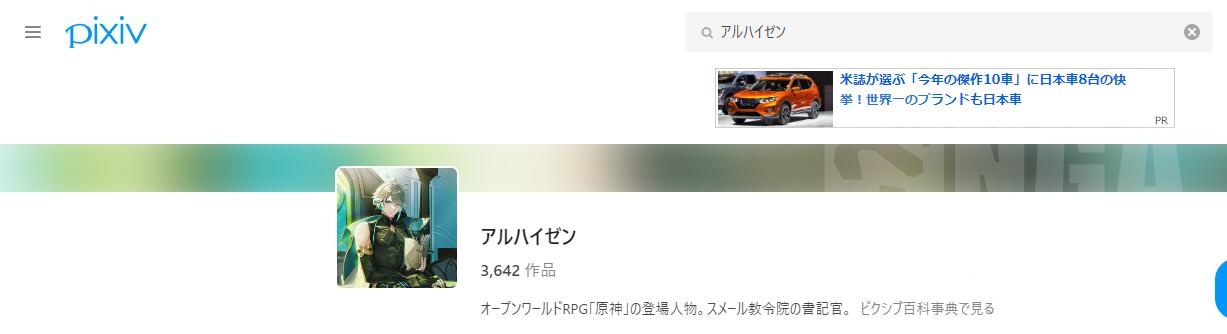 pixiv
アルハイゼン
米誌が選ぶ「今年の傑作10車」に日本車8台の快
挙！世界一のブランドも日本車
PR
NGA
アルハイゼン
3,642 作品
オープンワールドRPG「原神」の登場人物。スメール教令院の書記官。 ピクシブ百科事典で見る